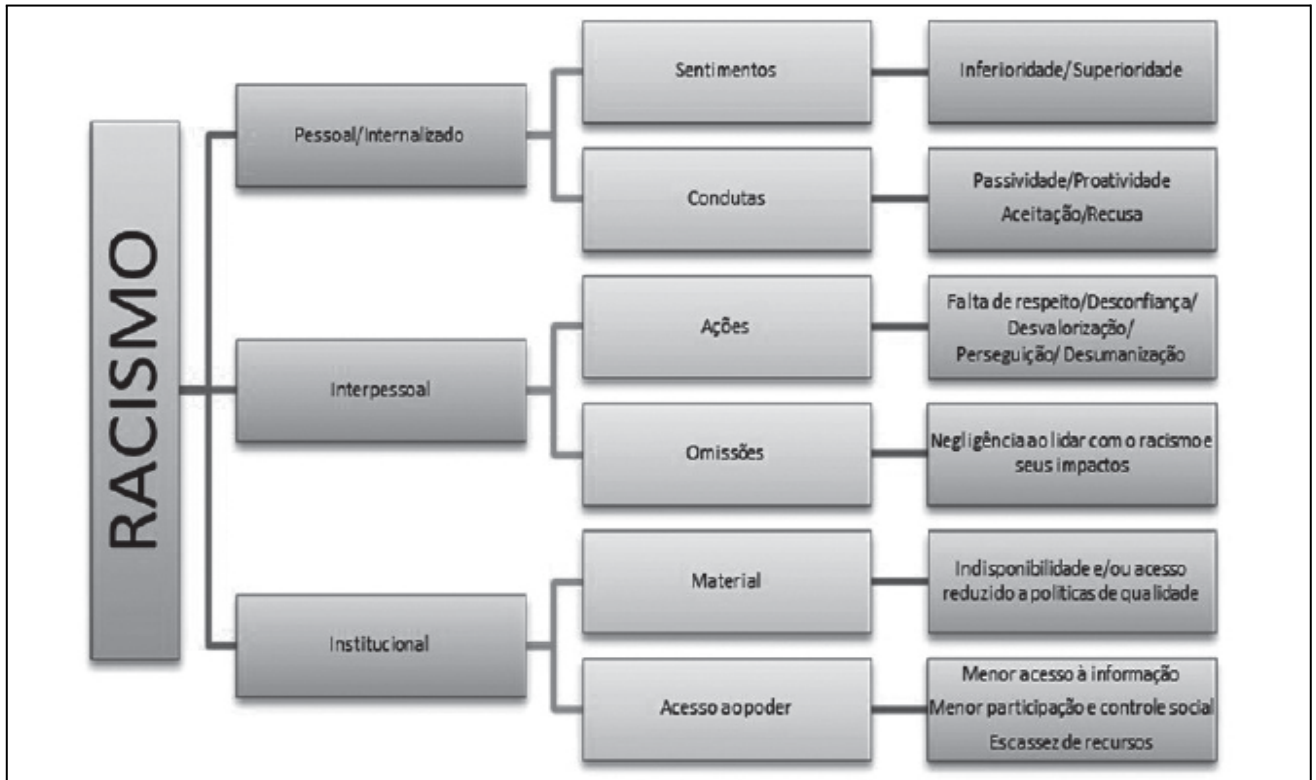 RACISMO
Pessoal/Internalizado
Sentimentos
Inferioridade/ Superioridade
Condutas
Passividade/Proatividade
Aceitação/Recusa
Interpessoal
Ações
Falta de respeito/Desconfiança/
Desvalorização/
Perseguição/ Desumanização
Omissões
Negligência ao lidar com o racismo e
seus impactos
Institucional
Material
Indisponibilidade e/ou acesso
reduzido a políticas de qualidade
Acesso ao poder
Menor acesso à informação
Menor participação e controle social
Escassez de recursos